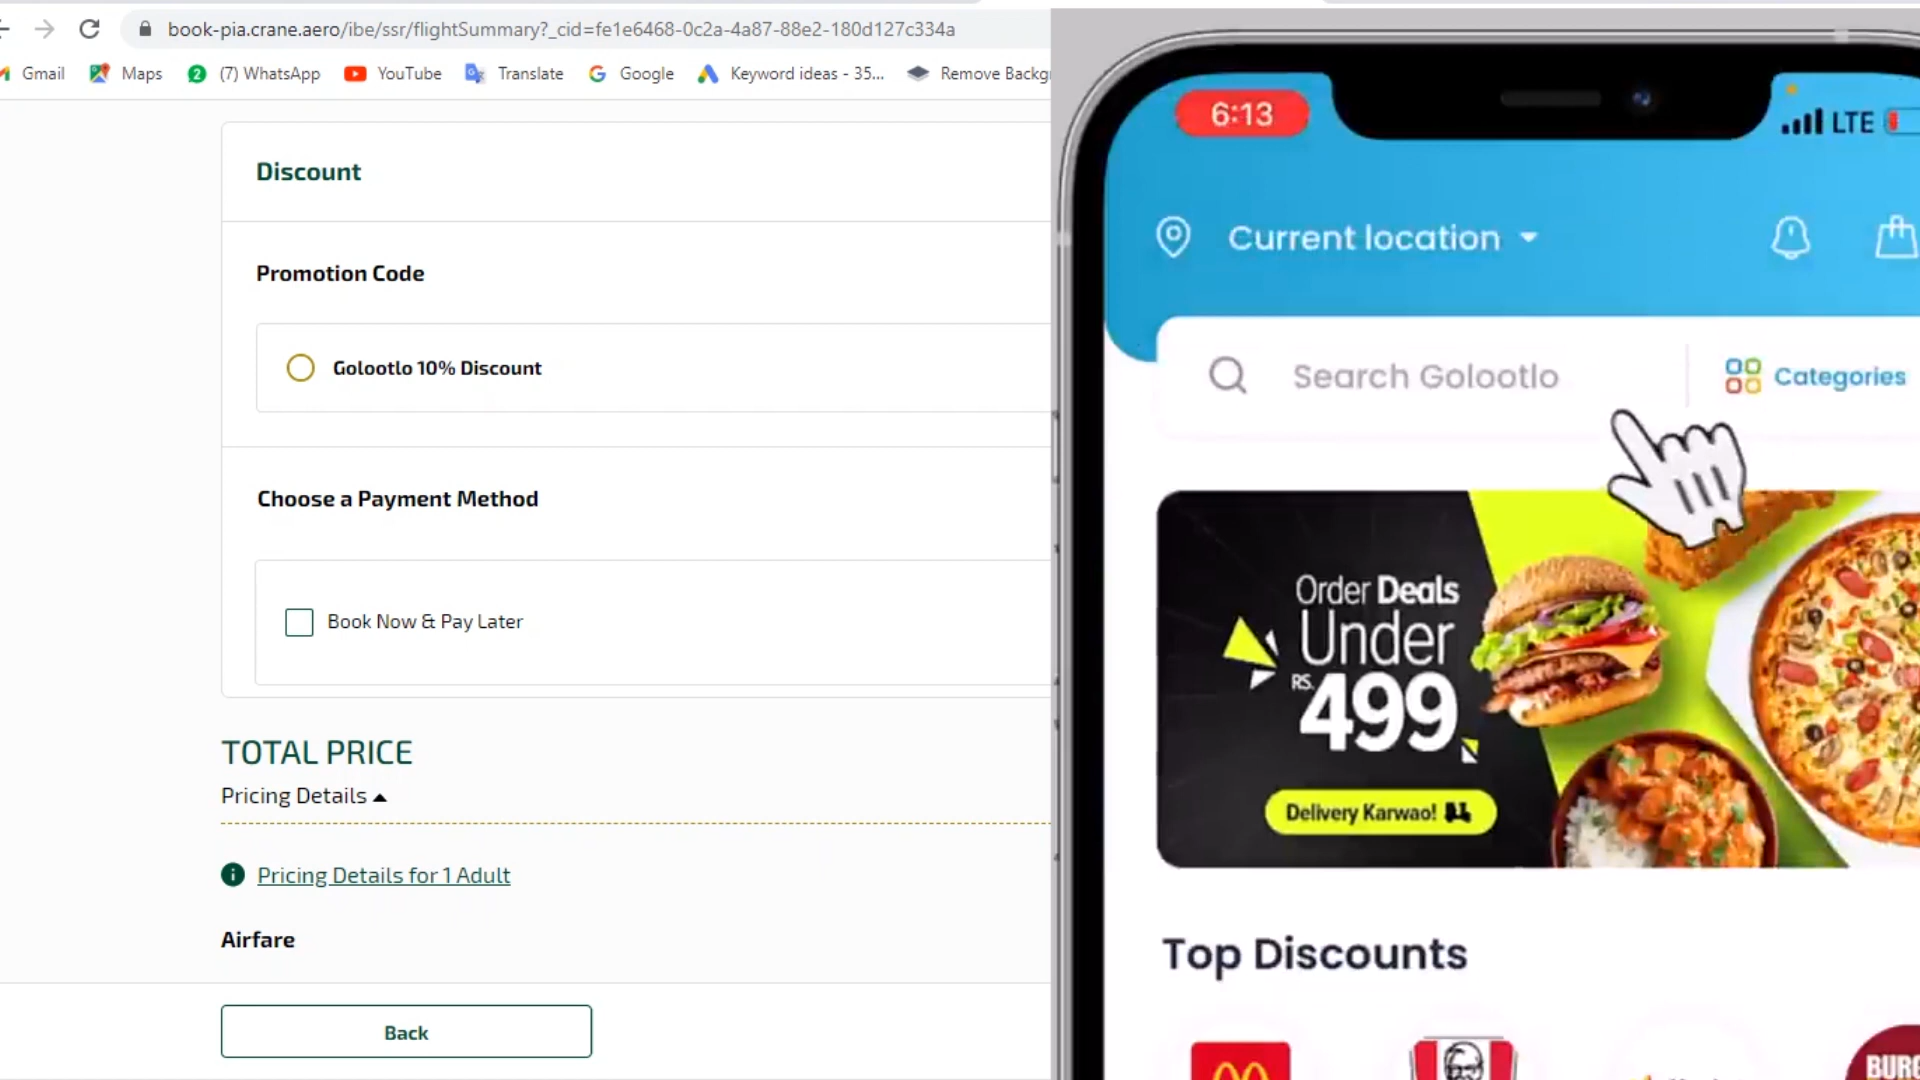 book-pia.crane.aero/ibe/ssr/flightSummary?_cid=fe1e6468-0c2a-4a87-88e2-180d127c334a
Gmail
Maps
2
(7) WhatsApp
YouTube
Translate
Google
Keyword ideas - 35...
Remove Backg
Discount
Promotion Code
Golootlo 10% Discount
Choose a Payment Method
Book Now & Pay Later
TOTAL PRICE
Pricing Details
Pricing Details for 1 Adult
Airfare
Back
6:13
LTE
Current location
Search Golootlo
Categories
Order Deals
Under
RS.
499
Delivery Karwao!
Top Discounts
BURG